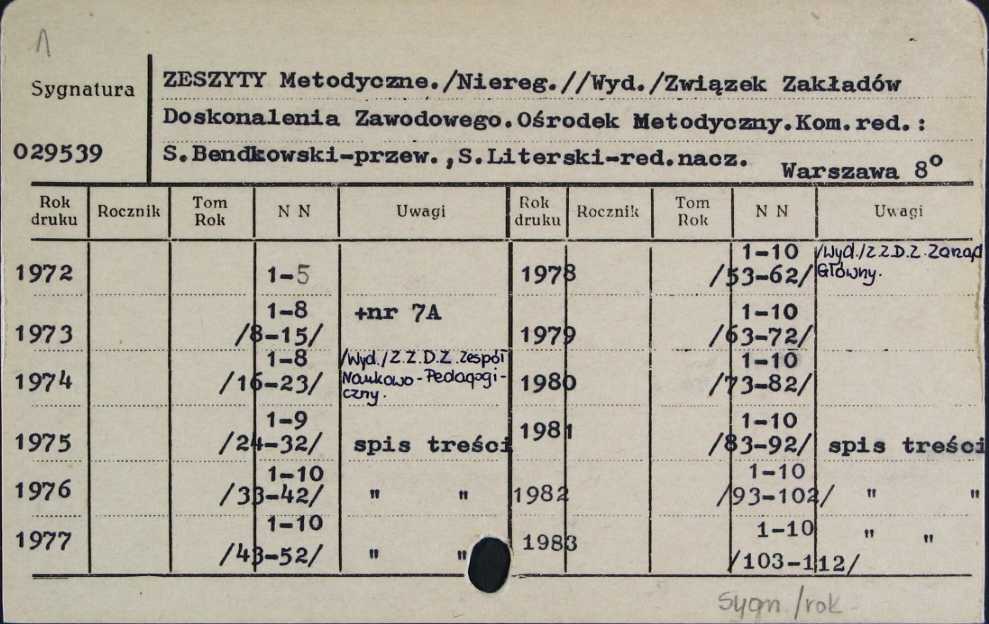 Sygnatura
029539
ZESZYTY Metodyczne./Niereg.//Wyd./Związek Zakładów
Doskonalenia Zawodowego.Ośrodek Metodyczny.Kom.red.:
S.Bendkowski-przew.,S.Literski-red.nacz.
Warszawa 8º
Rok druku Rocznik Tom Rok N N Uwagi Rok druku Rocznik Tom Rok N N Uwagi
1972 1-5
1973 1-8 /8-15/ +nr 7A
1974 1-8 /16-23/ /Wyd./Z.Z.D.Z. Zespół
Naukowo-Pedagogi-
czny.
1975 1-9 /24-32/ spis treści
1976 1-10 /33-42/ " "
1977 1-10 /43-52/ " "
1978 1-10 /53-62/ /Wyd./Z.Z.D.Z. Zarząd
Główny.
1979 1-10 /63-72/
1980 1-10 /73-82/
1981 1-10 /83-92/ spis treści
1982 1-10 /93-102/ " "
1983 1-10 /103-112/ " "
Sygn./rok